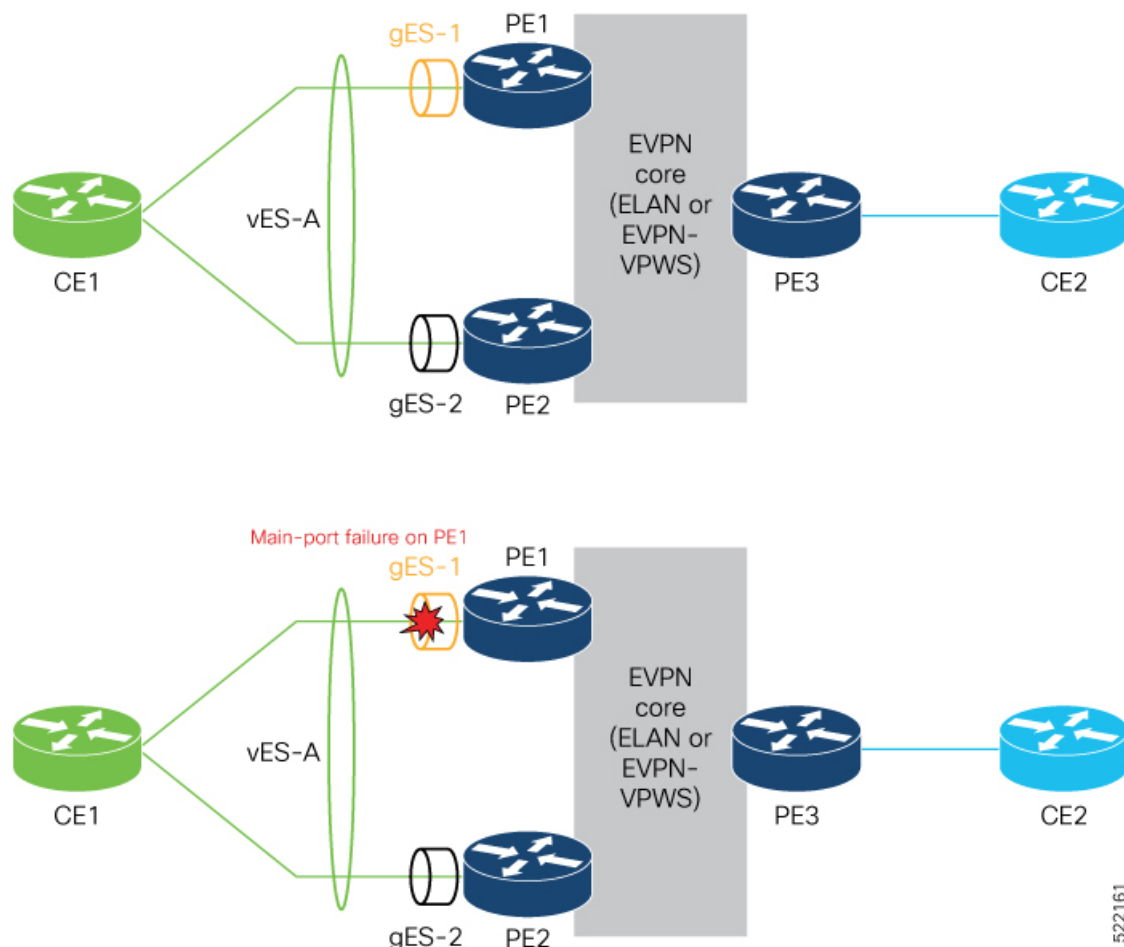 PE1
gES-1
EVPN
core
(ELAN or
EVPN-
VPWS)
vES-A
CE1
PE3
CE2
gES-2
PE2
Main-port failure on PE1
gES-1
PE1
EVPN
core
(ELAN or
EVPN-
VPWS)
vES-A
CE1
PE3
CE2
gES-2
PE2
522161